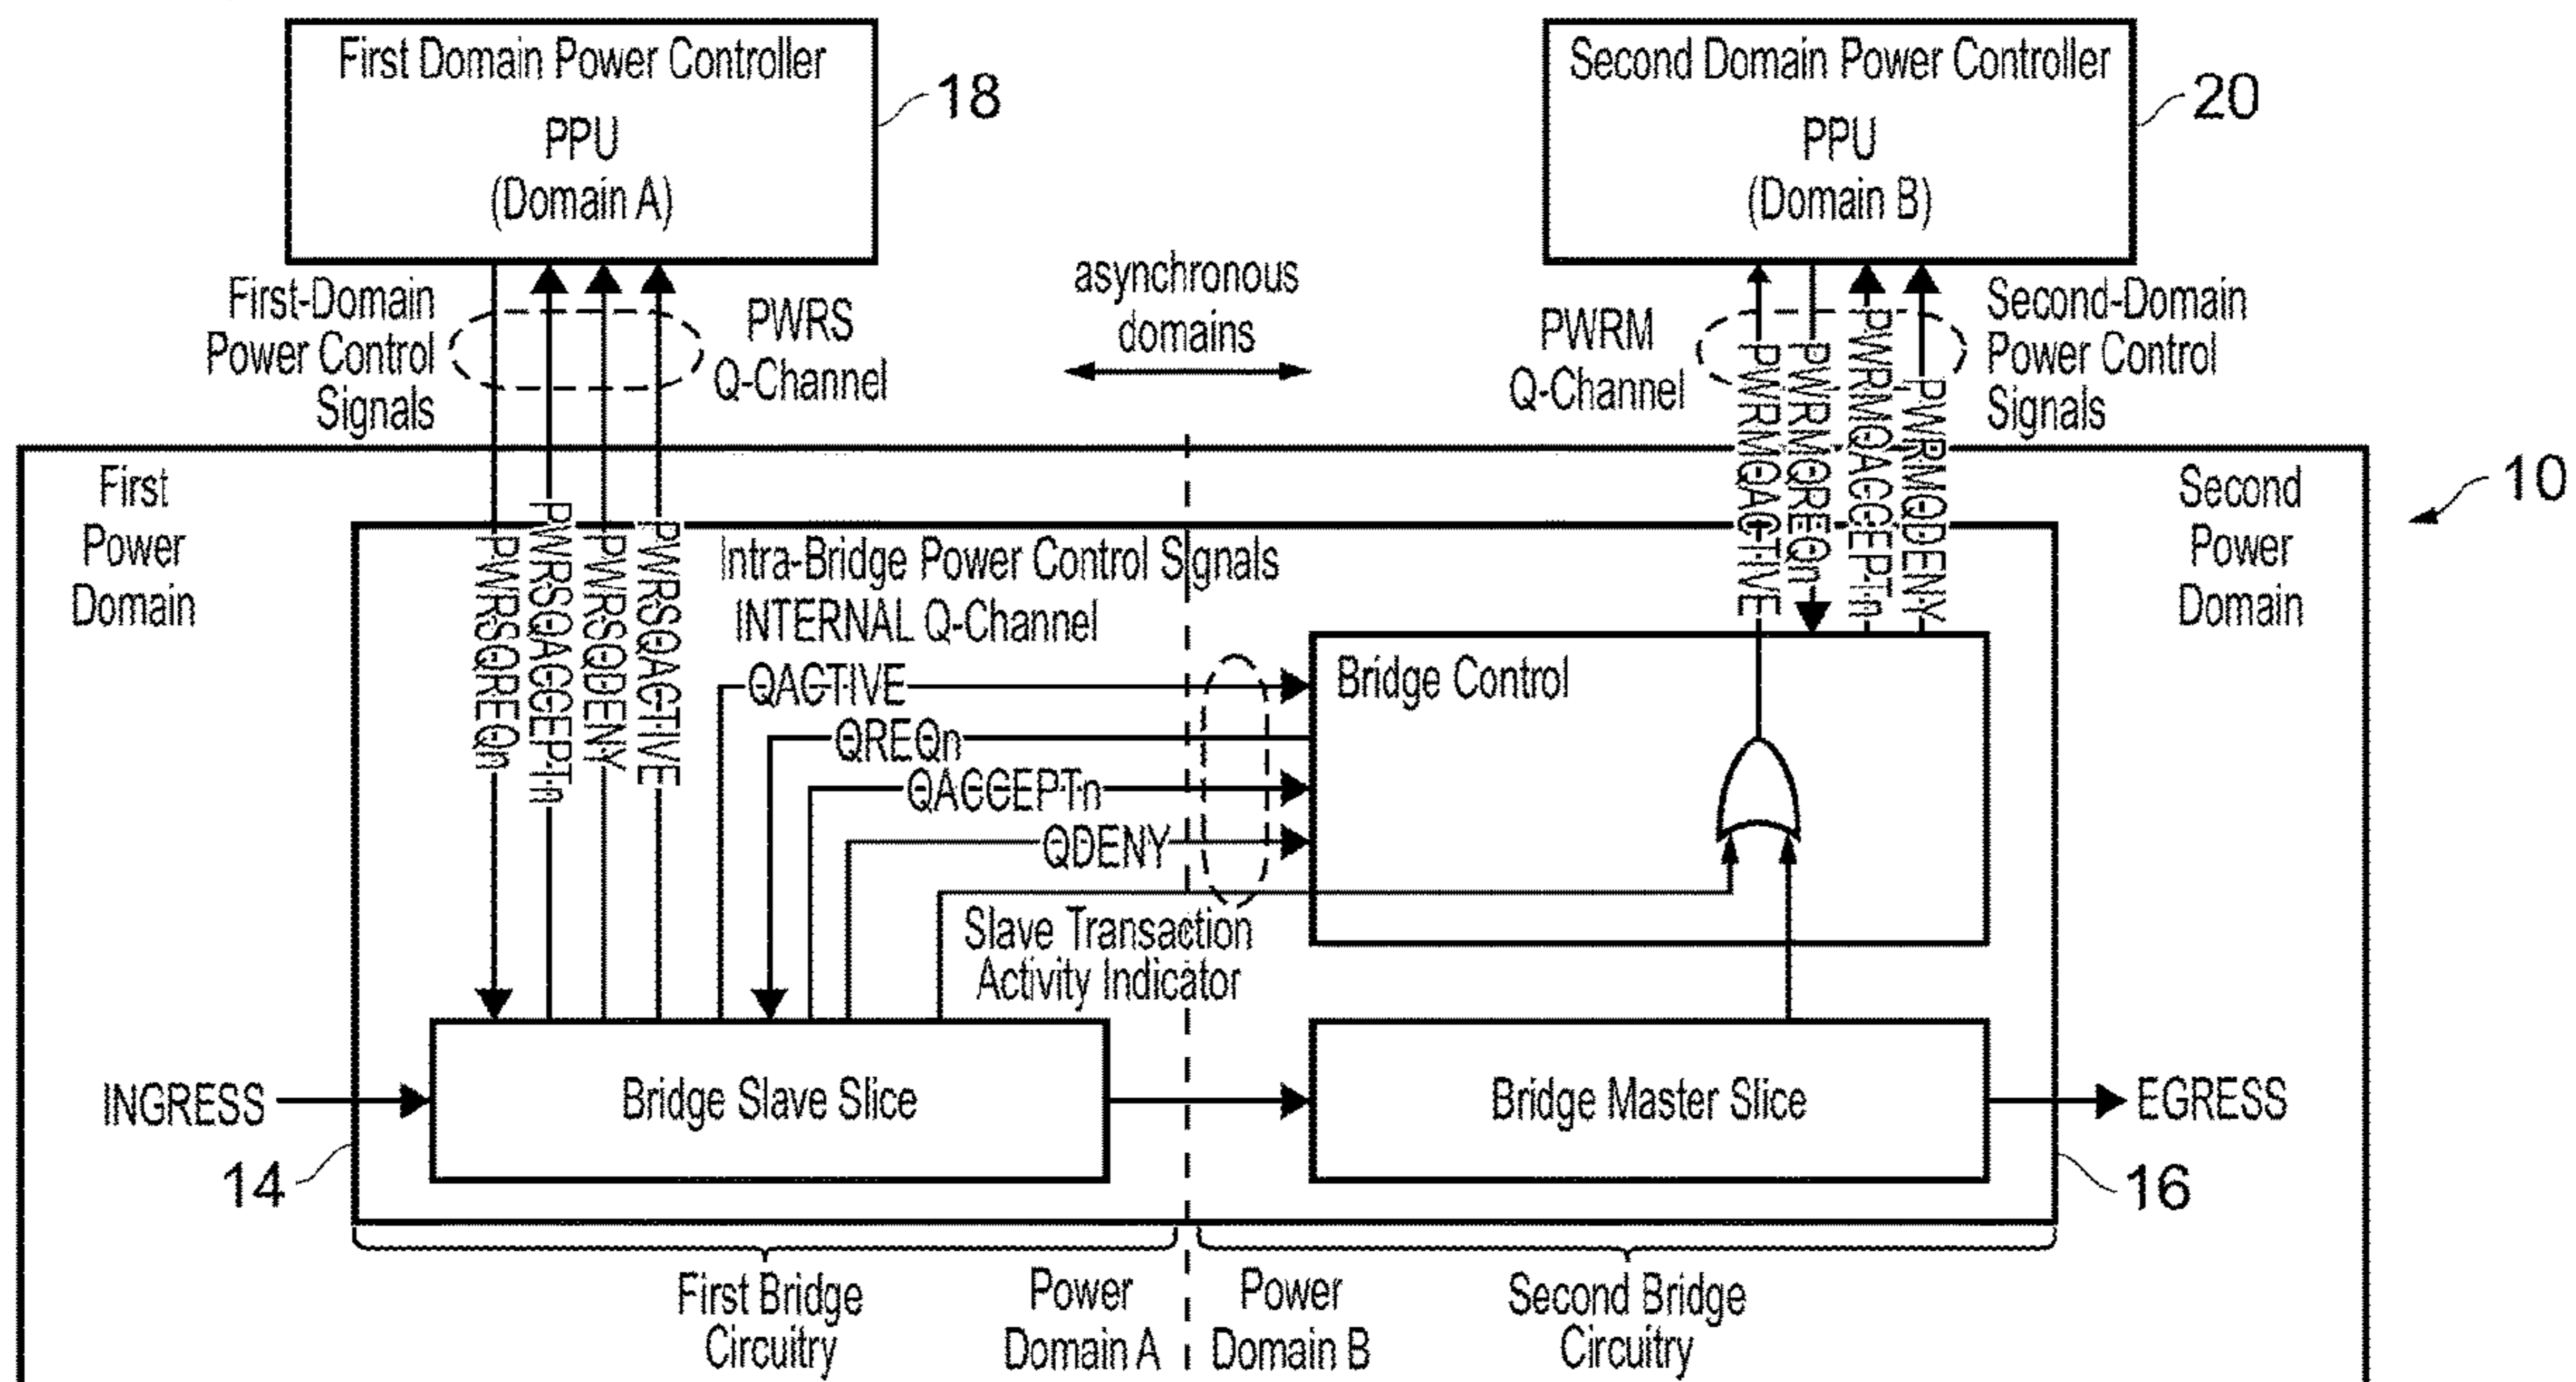 First Domain Power Controller
PPU
(Domain A)
18
Second Domain Power Controller
PPU
(Domain B)
20
First-Domain
Power Control
Signals
PWRS
Q-Channel
asynchronous
domains
PWRM
Q-Channel
Second-Domain
Power Control
Signals
First
Power
Domain
Second
Power
Domain
10
PWRSQREQn
PWRSQACCEPTn
PWRSQDENY
PWRSQACTIVE
PWRMQACTIVE
PWRMQREQn
PWRMQACCEPTn
PWRMQDENY
Intra-Bridge Power Control Signals
INTERNAL Q-Channel
QACTIVE
QREQn
QACCEPTn
QDENY
Bridge Control
Slave Transaction
Activity Indicator
INGRESS
Bridge Slave Slice
Bridge Master Slice
EGRESS
14
16
First Bridge
Circuitry
Power
Domain A
Power
Domain B
Second Bridge
Circuitry